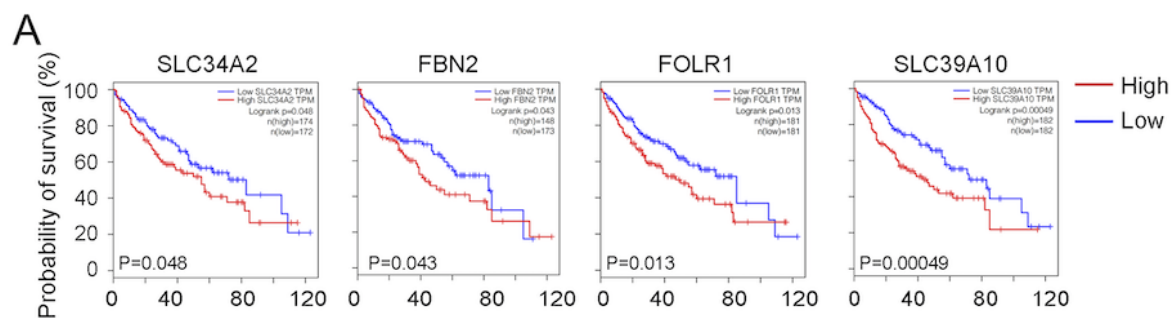 A
SLC34A2
FBN2
FOLR1
SLC39A10
Probability of survival (%)
100
80
60
40
20
0
Low SLC34A2 TPM
High SLC34A2 TPM
Logrank p=0.048
n(high)=174
n(low)=172
P=0.048
0 40 80 120
Low FBN2 TPM
High FBN2 TPM
Logrank p=0.043
n(high)=148
n(low)=173
P=0.043
0 40 80 120
Low FOLR1 TPM
High FOLR1 TPM
Logrank p=0.013
n(high)=181
n(low)=181
P=0.013
0 40 80 120
Low SLC39A10 TPM
High SLC39A10 TPM
Logrank p=0.00049
n(high)=182
n(low)=182
P=0.00049
0 40 80 120
High
Low